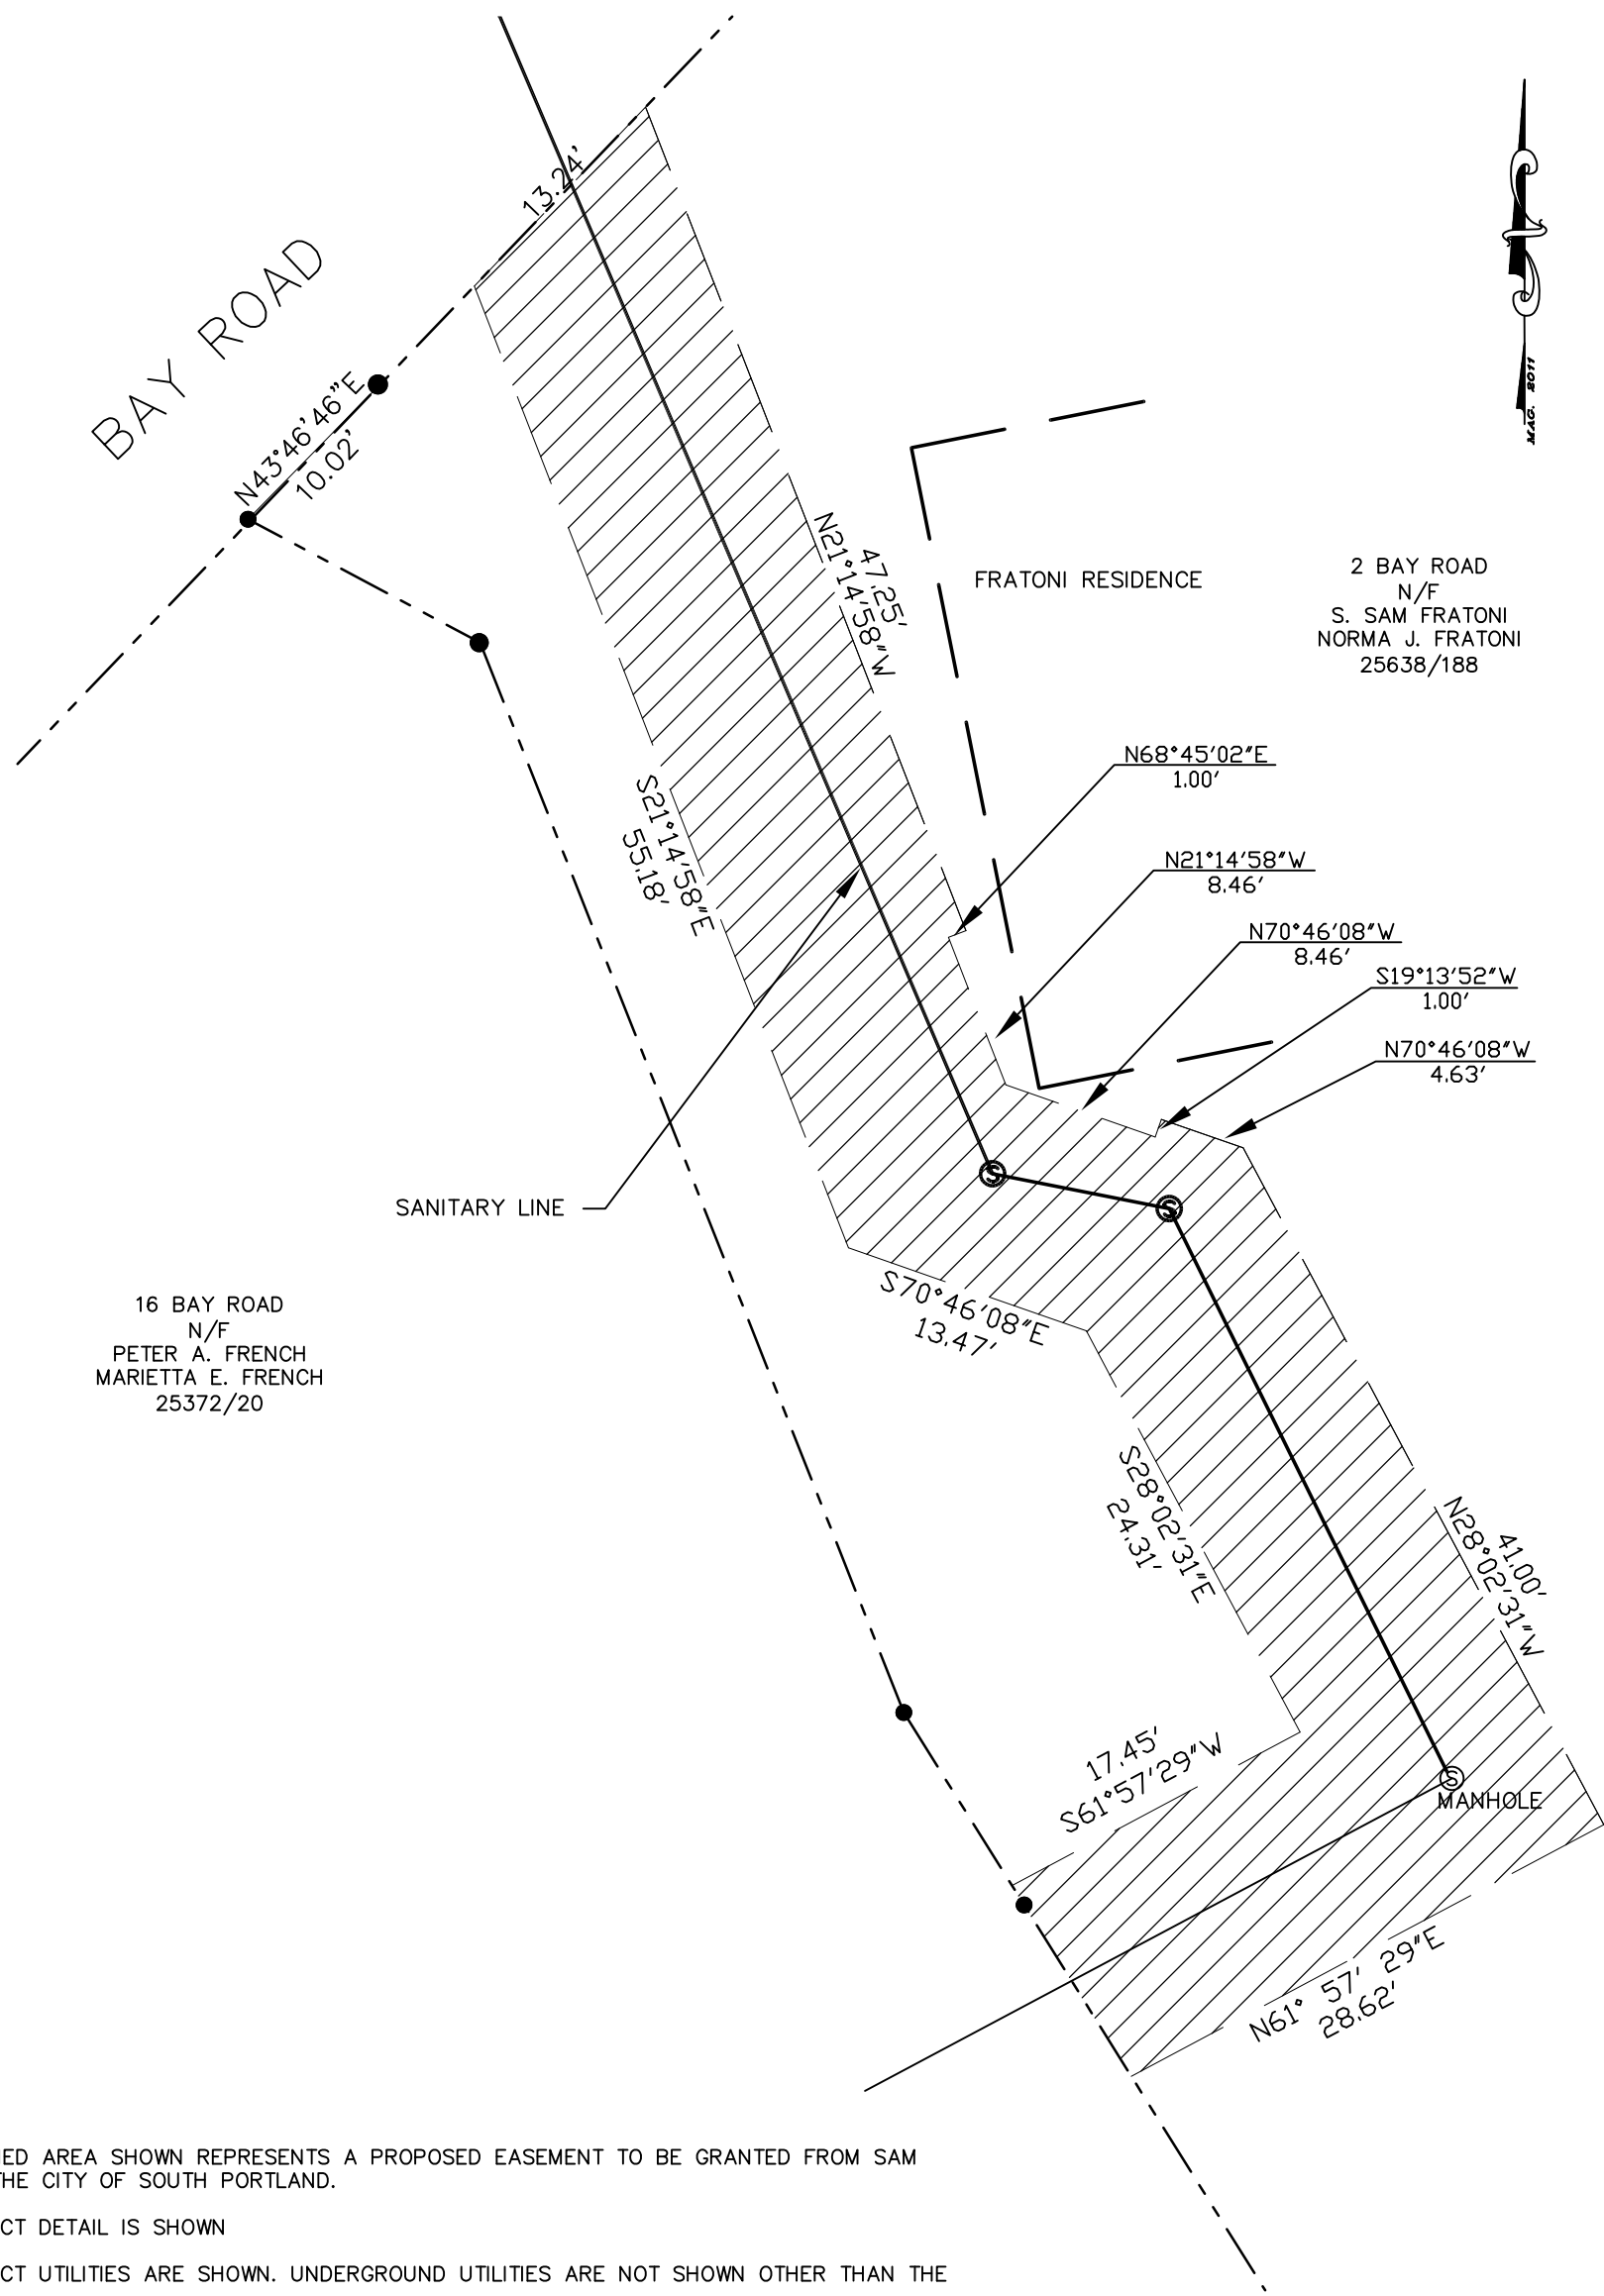 BAY ROAD
13.24'
N43°46'46"E
10.02'
MAG. 2011
N21°14'58"W
47.25'
FRATONI RESIDENCE
2 BAY ROAD
N/F
S. SAM FRATONI
NORMA J. FRATONI
25638/188
N68°45'02"E
1.00'
S21°14'58"E
55.18'
N21°14'58"W
8.46'
N70°46'08"W
8.46'
S19°13'52"W
1.00'
N70°46'08"W
4.63'
S
S
SANITARY LINE
16 BAY ROAD
N/F
PETER A. FRENCH
MARIETTA E. FRENCH
25372/20
S70°46'08"E
13.47'
S28°02'31"E
24.31'
41.00'
N28°02'31"W
17.45'
S61°57'29"W
S
MANHOLE
N61° 57' 29"E
28.62'
ED AREA SHOWN REPRESENTS A PROPOSED EASEMENT TO BE GRANTED FROM SAM
THE CITY OF SOUTH PORTLAND.
CT DETAIL IS SHOWN
CT UTILITIES ARE SHOWN. UNDERGROUND UTILITIES ARE NOT SHOWN OTHER THAN THE